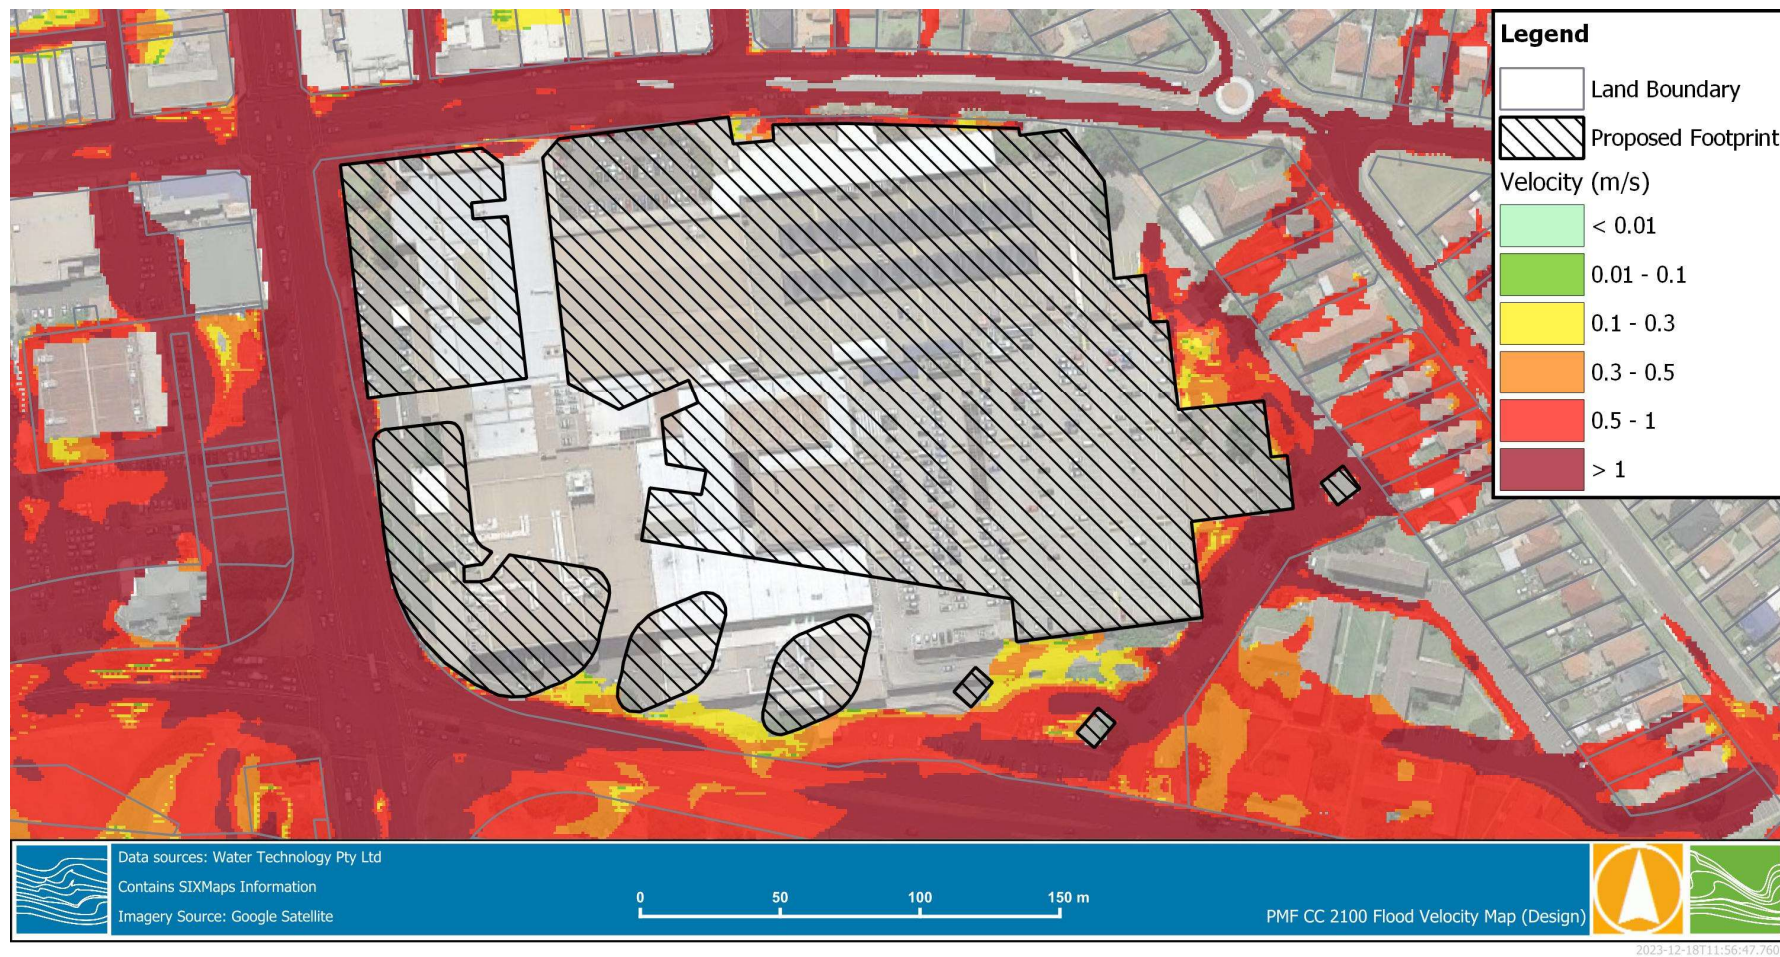 Legend
Land Boundary
Proposed Footprint
Velocity (m/s)
< 0.01
0.01 - 0.1
0.1 - 0.3
0.3 - 0.5
0.5 - 1
> 1
Data sources: Water Technology Pty Ltd
Contains SIXMaps Information
Imagery Source: Google Satellite
0 50 100 150 m
PMF CC 2100 Flood Velocity Map (Design)
2023-12-18T11:56:47.760